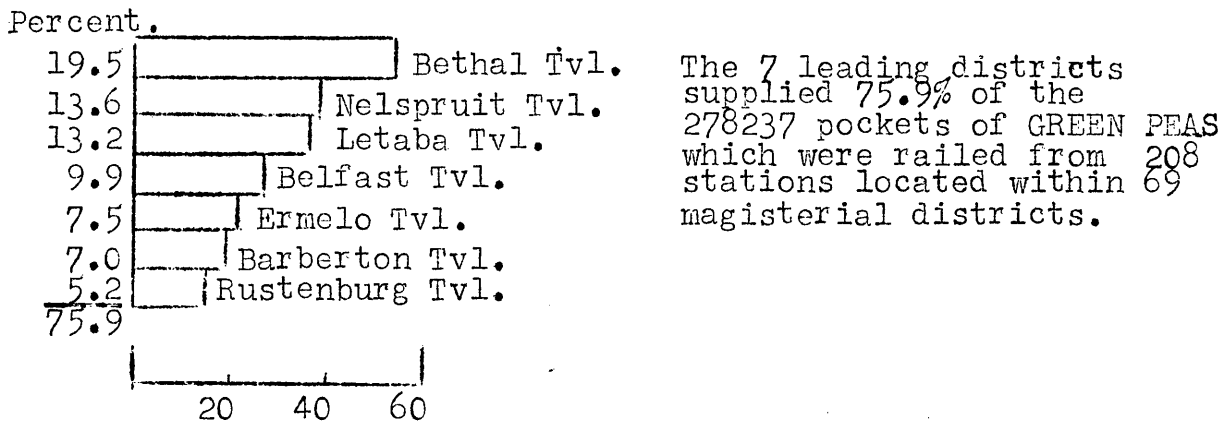 Percent.
19.5 Bethal Tvl.
13.6 Nelspruit Tvl.
13.2 Letaba Tvl.
9.9 Belfast Tvl.
7.5 Ermelo Tvl.
7.0 Barberton Tvl.
5.2 Rustenburg Tvl.
75.9
20 40 60
The 7 leading districts
supplied 75.9% of the
278237 pockets of GREEN PEAS
which were railed from 208
stations located within 69
magisterial districts.